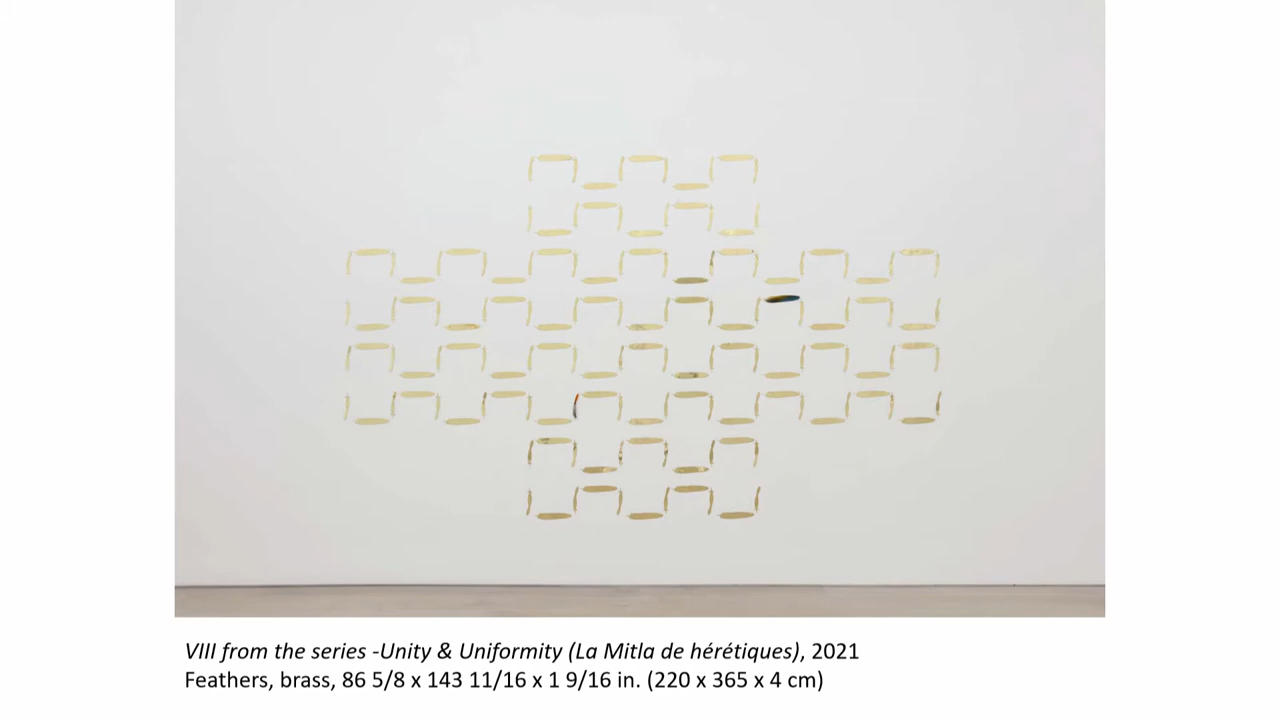 VIII from the series -Unity & Uniformity (La Mitla de hérétiques), 2021
Feathers, brass, 86 5/8 x 143 11/16 x 1 9/16 in. (220 x 365 x 4 cm)